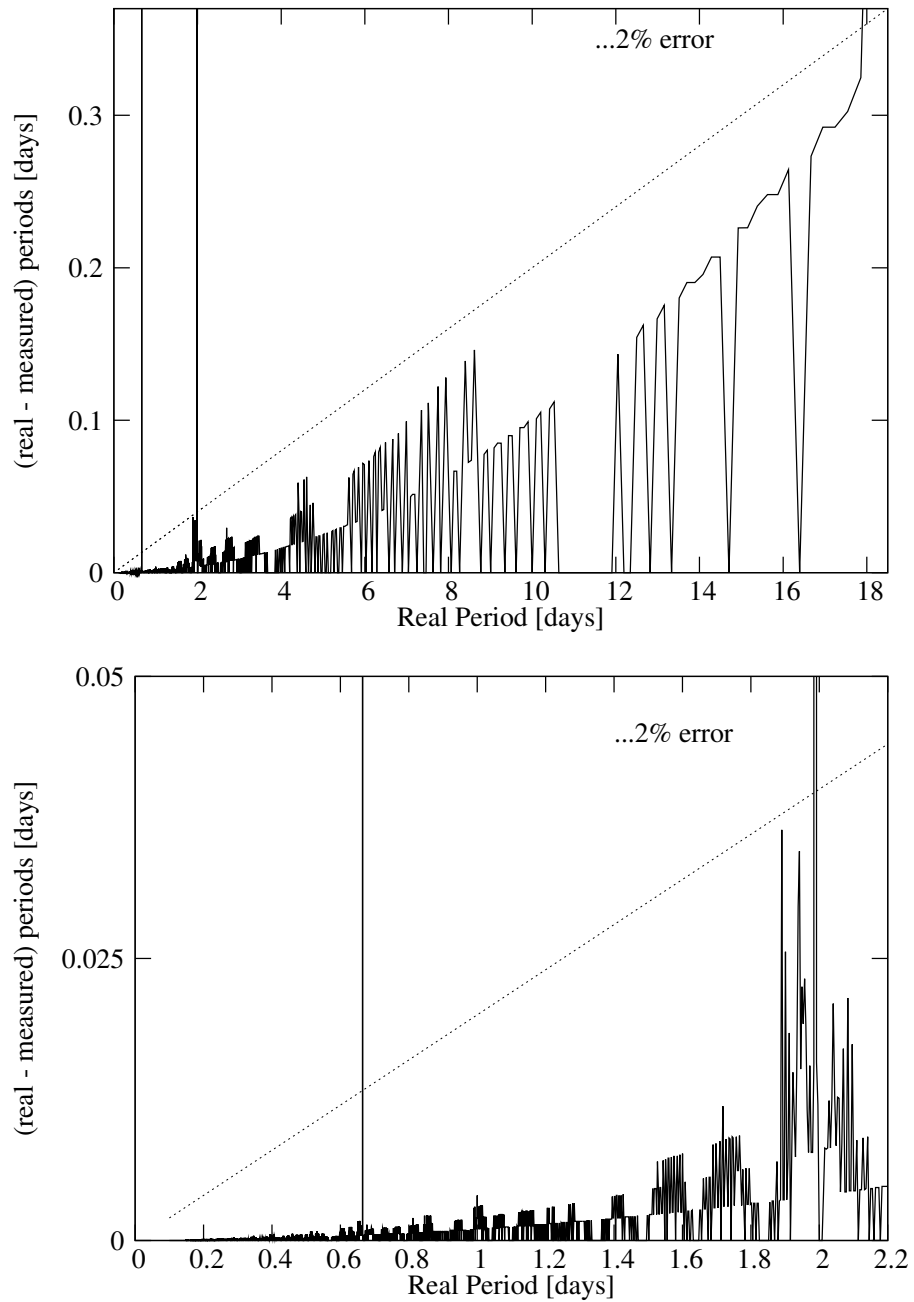 ...2% error
0.3
0.2
0.1
0
(real - measured) periods [days]
0 2 4 6 8 10 12 14 16 18
Real Period [days]
0.05
...2% error
0.025
0
(real - measured) periods [days]
0 0.2 0.4 0.6 0.8 1 1.2 1.4 1.6 1.8 2 2.2
Real Period [days]